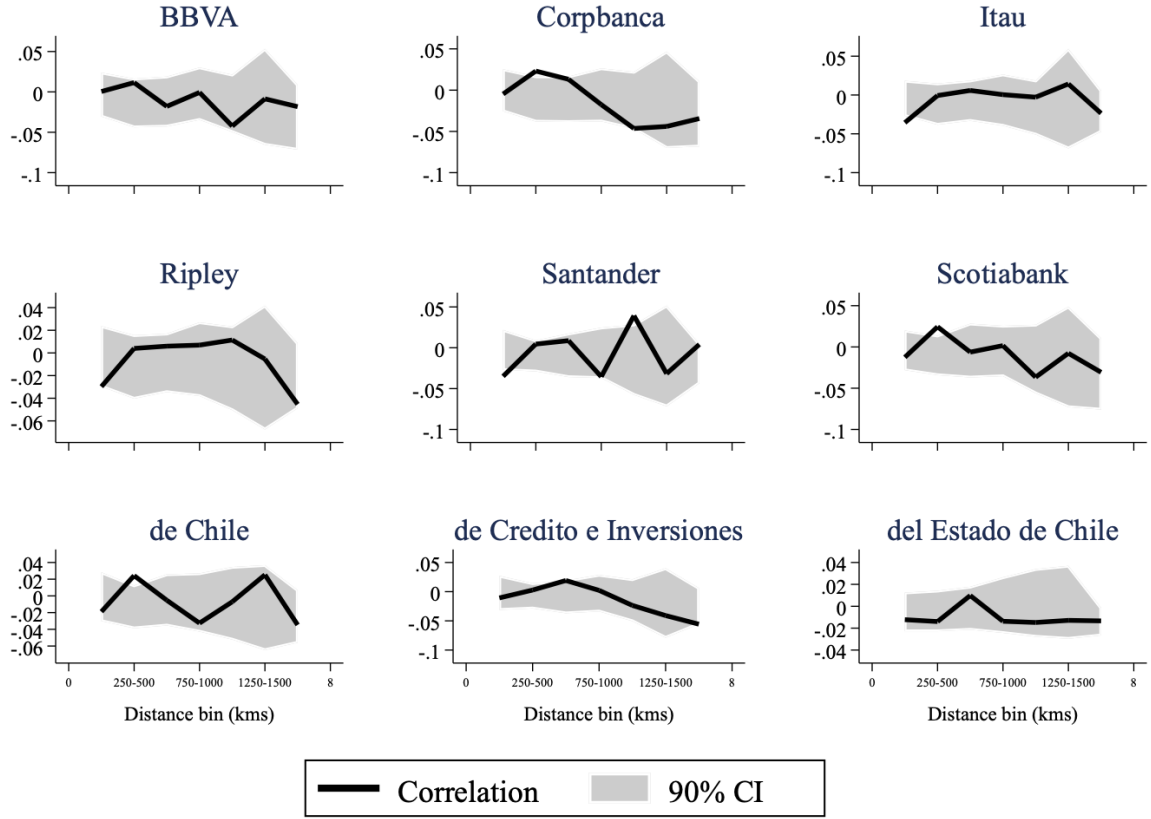 BBVA
Corpbanca
Itau
.05
0
-.05
-.1
.05
0
-.05
-.1
.05
0
-.05
-.1
Ripley
Santander
Scotiabank
.04
.02
0
-.02
-.04
-.06
.05
0
-.05
-.1
.05
0
-.05
-.1
de Chile
de Credito e Inversiones
del Estado de Chile
.04
.02
0
-.02
-.04
-.06
.05
0
-.05
-.1
.04
.02
0
-.02
-.04
0 250-500 750-1000 1250-1500 8
0 250-500 750-1000 1250-1500 8
0 250-500 750-1000 1250-1500 8
Distance bin (kms)
Distance bin (kms)
Distance bin (kms)
Correlation
90% CI